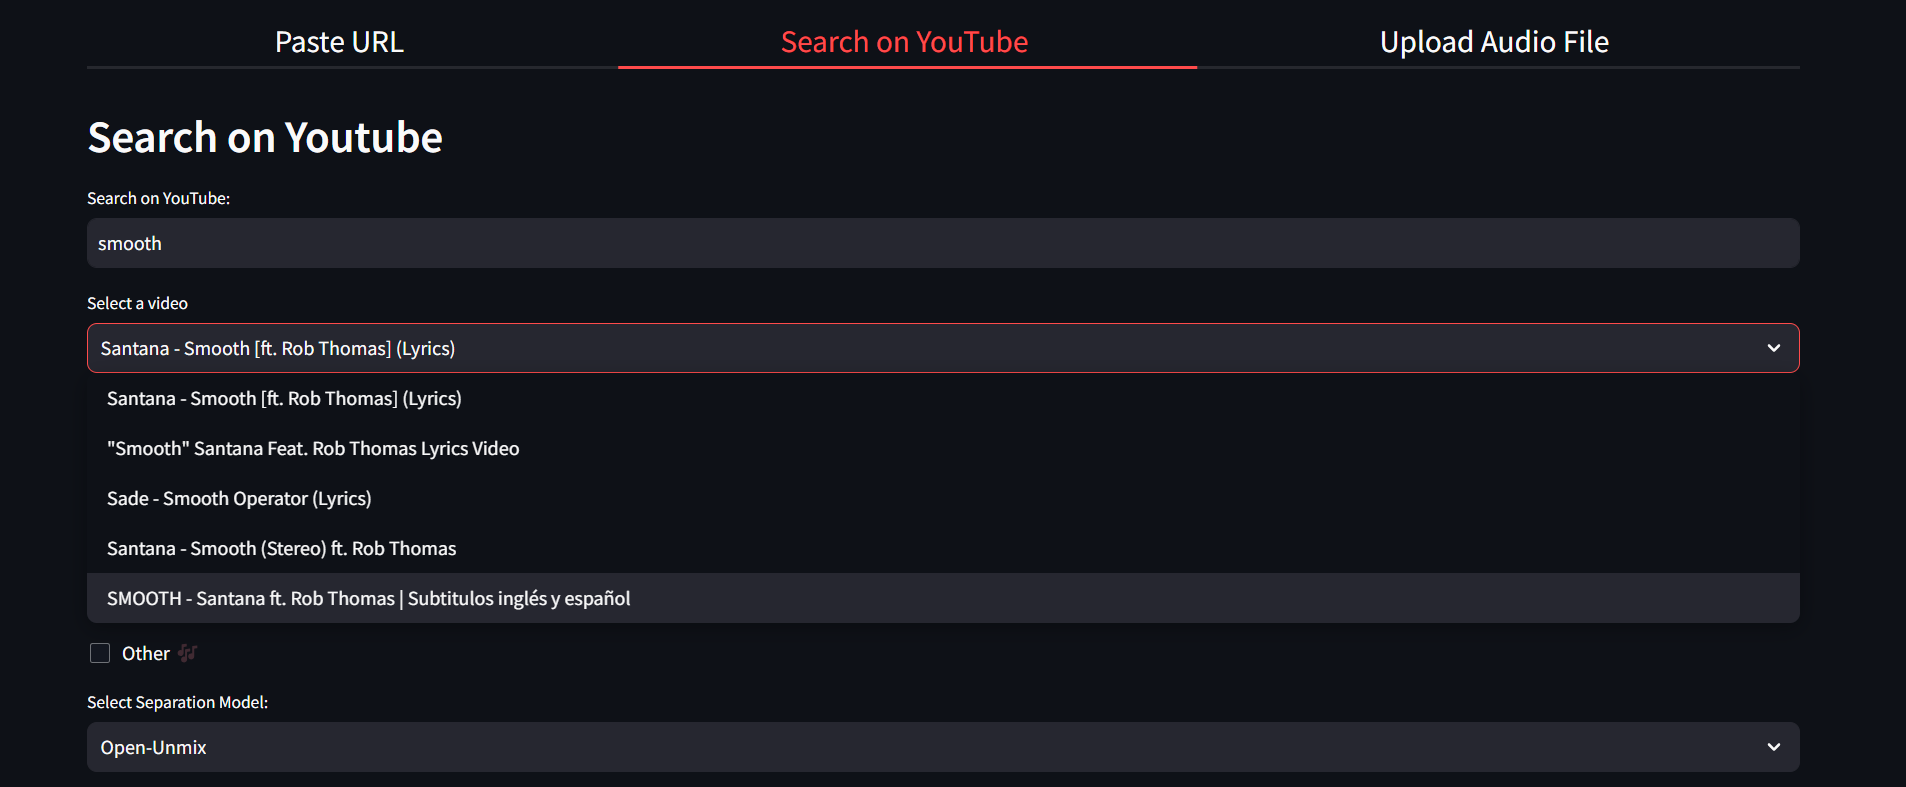 Paste URL
Search on YouTube
Upload Audio File
Search on Youtube
Search on YouTube:
smooth
Select a video
Santana - Smooth [ft. Rob Thomas] (Lyrics)
Santana - Smooth [ft. Rob Thomas] (Lyrics)
"Smooth" Santana Feat. Rob Thomas Lyrics Video
Sade - Smooth Operator (Lyrics)
Santana - Smooth (Stereo) ft. Rob Thomas
SMOOTH - Santana ft. Rob Thomas | Subtitulos inglés y español
Other 🎶
Select Separation Model:
Open-Unmix